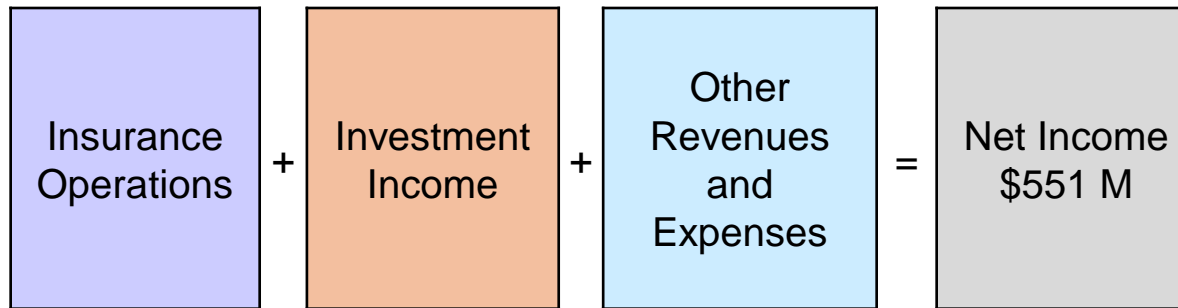 Insurance
Operations
+
Investment
Income
+
Other
Revenues
and
Expenses
=
Net Income
$551 M